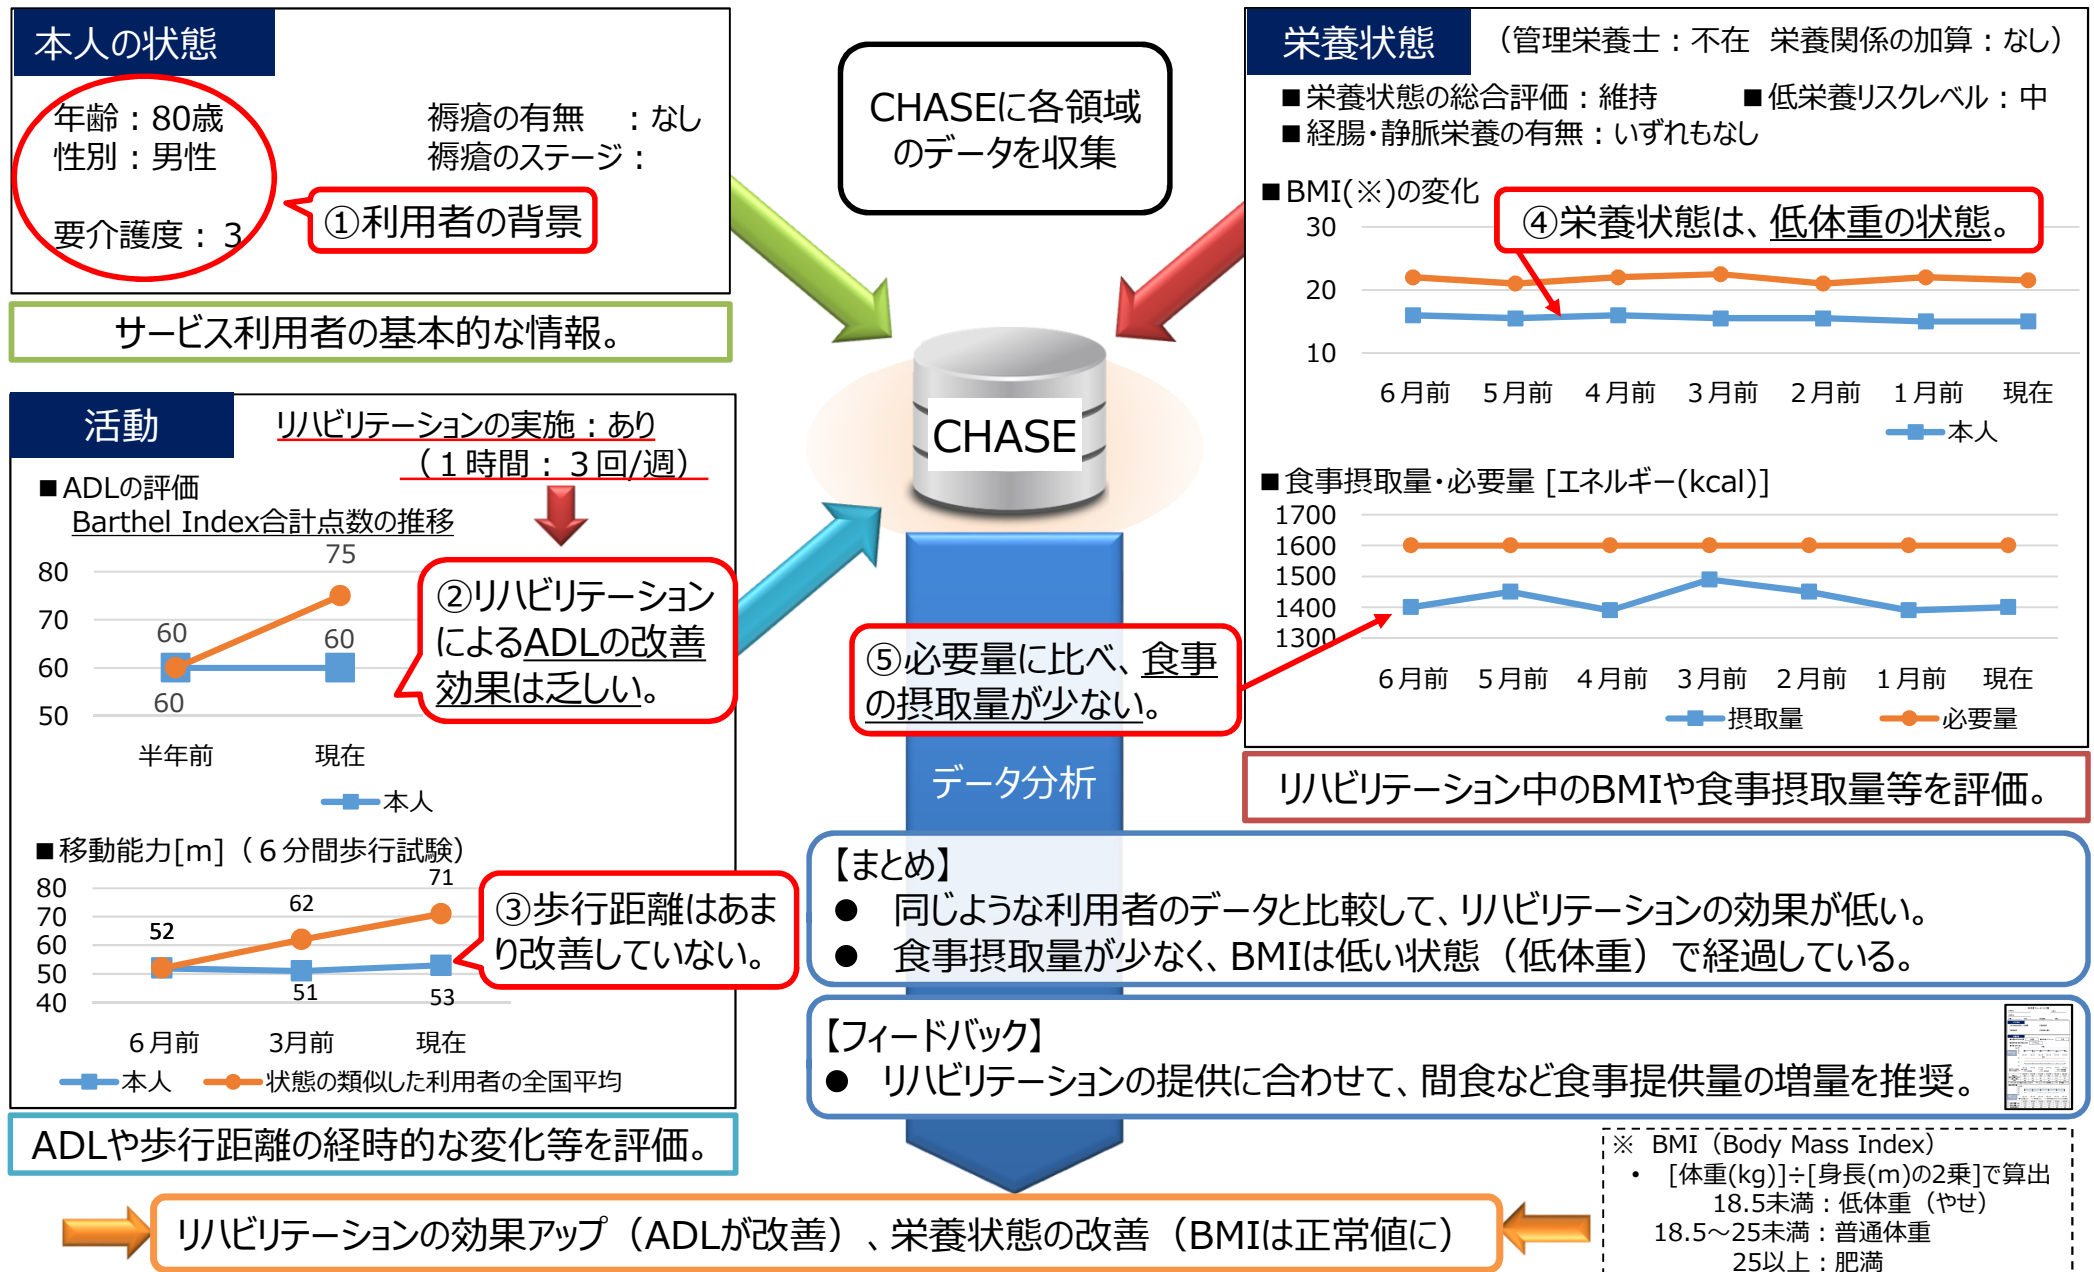 本人の状態
年齢：80歳
性別：男性
要介護度：３
褥瘡の有無　：なし
褥瘡のステージ：
①利用者の背景
サービス利用者の基本的な情報。
CHASEに各領域
のデータを収集
CHASE
栄養状態
（管理栄養士：不在 栄養関係の加算：なし）
■栄養状態の総合評価：維持
■低栄養リスクレベル：中
■経腸・静脈栄養の有無：いずれもなし
■BMI(※)の変化
④栄養状態は、低体重の状態。
30
20
10
６月前 ５月前 ４月前 ３月前 ２月前 １月前 現在
本人
■食事摂取量・必要量 [エネルギー(kcal)]
1700
1600
1500
1400
1300
６月前 ５月前 ４月前 ３月前 ２月前 １月前 現在
摂取量 必要量
⑤必要量に比べ、食事
の摂取量が少ない。
リハビリテーション中のBMIや食事摂取量等を評価。
活動
リハビリテーションの実施：あり
（１時間：３回/週）
■ADLの評価
Barthel Index合計点数の推移
80
70
60
50
75
60
60
60
半年前 現在
本人
②リハビリテーション
によるADLの改善
効果は乏しい。
■移動能力[m]（６分間歩行試験）
80
70
60
50
40
52
62
71
51
53
６月前 3月前 現在
本人 状態の類似した利用者の全国平均
③歩行距離はあま
り改善していない。
ADLや歩行距離の経時的な変化等を評価。
データ分析
【まとめ】
● 同じような利用者のデータと比較して、リハビリテーションの効果が低い。
● 食事摂取量が少なく、BMIは低い状態（低体重）で経過している。
【フィードバック】
● リハビリテーションの提供に合わせて、間食など食事提供量の増量を推奨。
リハビリテーションの効果アップ（ADLが改善）、栄養状態の改善（BMIは正常値に）
※ BMI（Body Mass Index）
・ [体重(kg)]÷[身長(m)の2乗]で算出
18.5未満：低体重（やせ）
18.5～25未満：普通体重
25以上：肥満